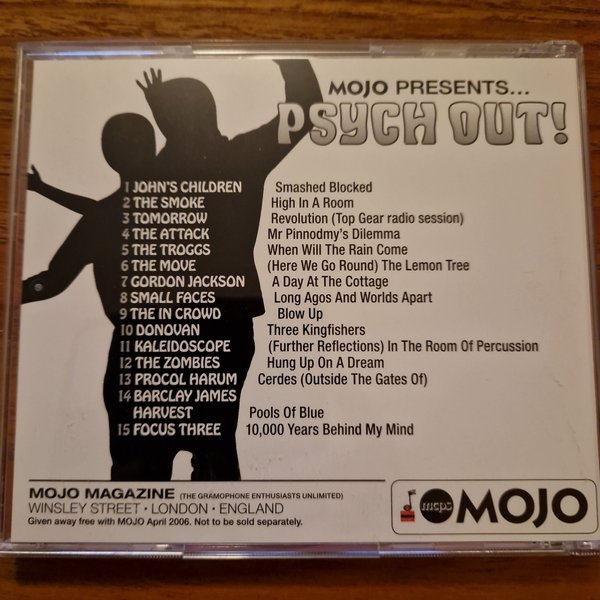 MOJO PRESENTS...
PSYCH OUT!
1 JOHN'S CHILDREN Smashed Blocked
2 THE SMOKE High In A Room
3 TOMORROW Revolution (Top Gear radio session)
4 THE ATTACK Mr Pinnodmy's Dilemma
5 THE TROGGS When Will The Rain Come
6 THE MOVE (Here We Go Round) The Lemon Tree
7 GORDON JACKSON A Day At The Cottage
8 SMALL FACES Long Agos And Worlds Apart
9 THE IN CROWD Blow Up
10 DONOVAN Three Kingfishers
11 KALEIDOSCOPE (Further Reflections) In The Room Of Percussion
12 THE ZOMBIES Hung Up On A Dream
13 PROCOL HARUM Cerdes (Outside The Gates Of)
14 BARCLAY JAMES
HARVEST Pools Of Blue
15 FOCUS THREE 10,000 Years Behind My Mind
MOJO MAGAZINE (THE GRAMOPHONE ENTHUSIASTS UNLIMITED)
WINSLEY STREET • LONDON • ENGLAND
Given away free with MOJO April 2006. Not to be sold separately.
mcps MOJO